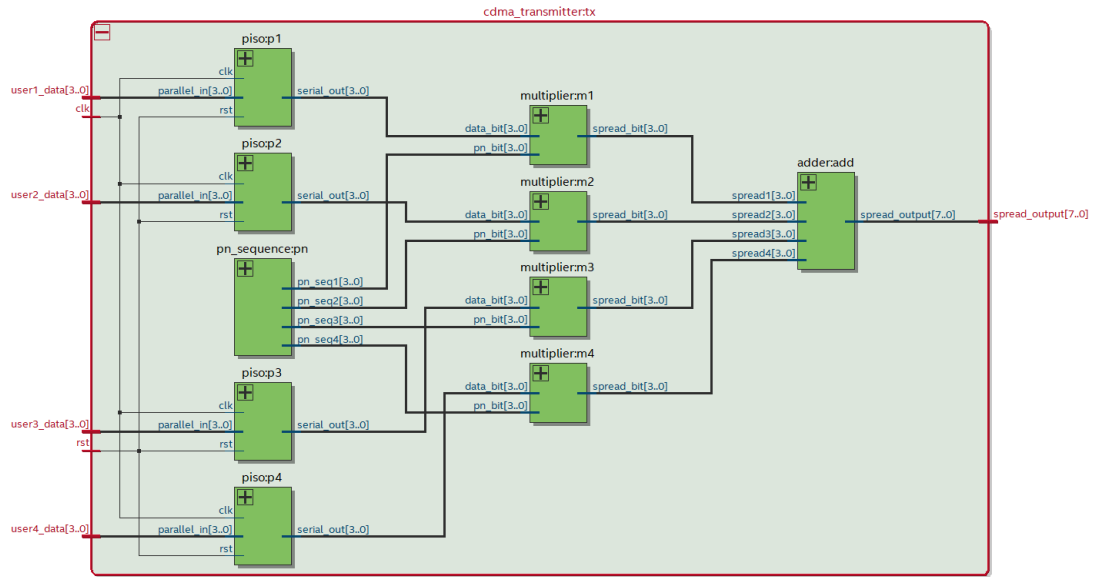 cdma_transmitter:tx
piso:p1
clk
user1_data[3..0]
parallel_in[3..0]
serial_out[3..0]
clk
rst
multiplier:m1
data_bit[3..0]
spread_bit[3..0]
pn_bit[3..0]
piso:p2
clk
user2_data[3..0]
parallel_in[3..0]
serial_out[3..0]
rst
multiplier:m2
data_bit[3..0]
spread_bit[3..0]
pn_bit[3..0]
adder:add
spread1[3..0]
spread2[3..0]
spread3[3..0]
spread4[3..0]
spread_output[7..0]
spread_output[7..0]
pn_sequence:pn
pn_seq1[3..0]
pn_seq2[3..0]
pn_seq3[3..0]
pn_seq4[3..0]
multiplier:m3
data_bit[3..0]
spread_bit[3..0]
pn_bit[3..0]
multiplier:m4
data_bit[3..0]
spread_bit[3..0]
pn_bit[3..0]
piso:p3
clk
user3_data[3..0]
parallel_in[3..0]
serial_out[3..0]
rst
rst
piso:p4
clk
user4_data[3..0]
parallel_in[3..0]
serial_out[3..0]
rst